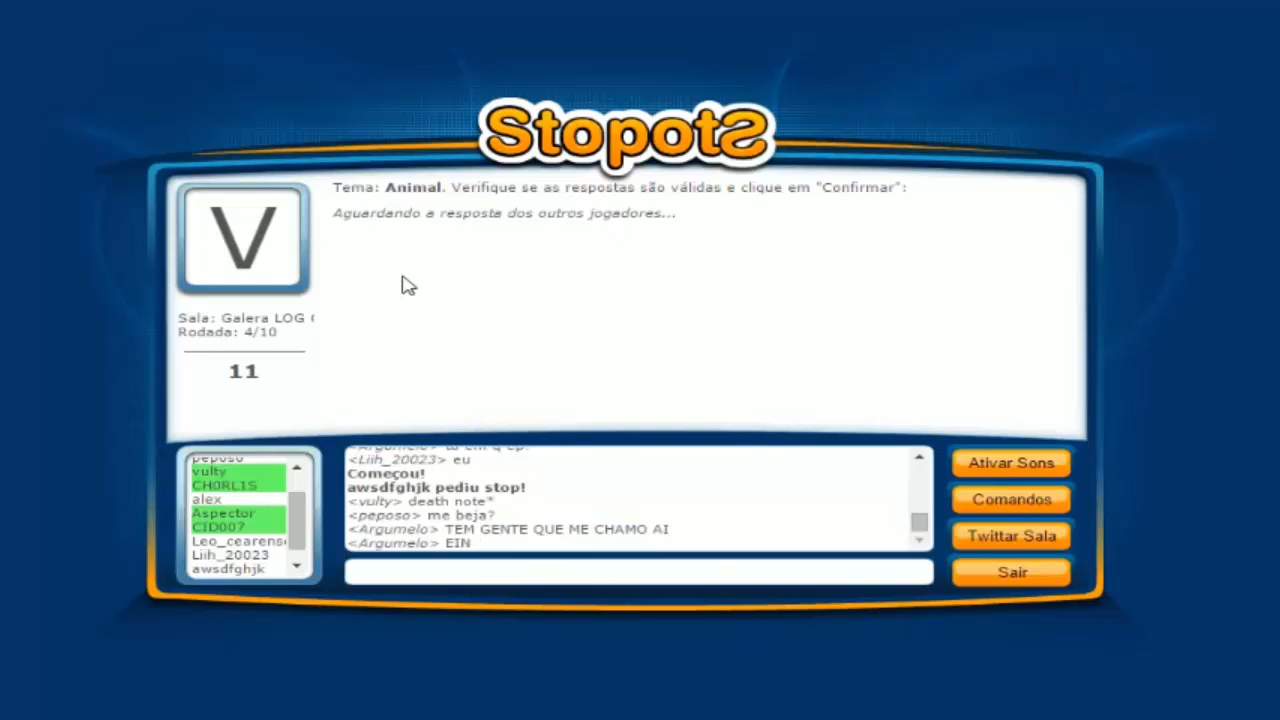 StopotS
Tema: Animal. Verifique se as respostas são válidas e clique em "Confirmar":
Aguardando a resposta dos outros jogadores...
V
Sala: Galera LOG
Rodada: 4/10
11
peposo
vulty
CH0RL1S
alex
Aspector
CID007
Leo_cearens
Liih_20023
awsdfghjk
<Liih_20023> eu
Começou!
awsdfghjk pediu stop!
<vulty> death note*
<peposo> me beja?
<Argumelo> TEM GENTE QUE ME CHAMO AI
<Argumelo> EIN
Ativar Sons
Comandos
Twittar Sala
Sair